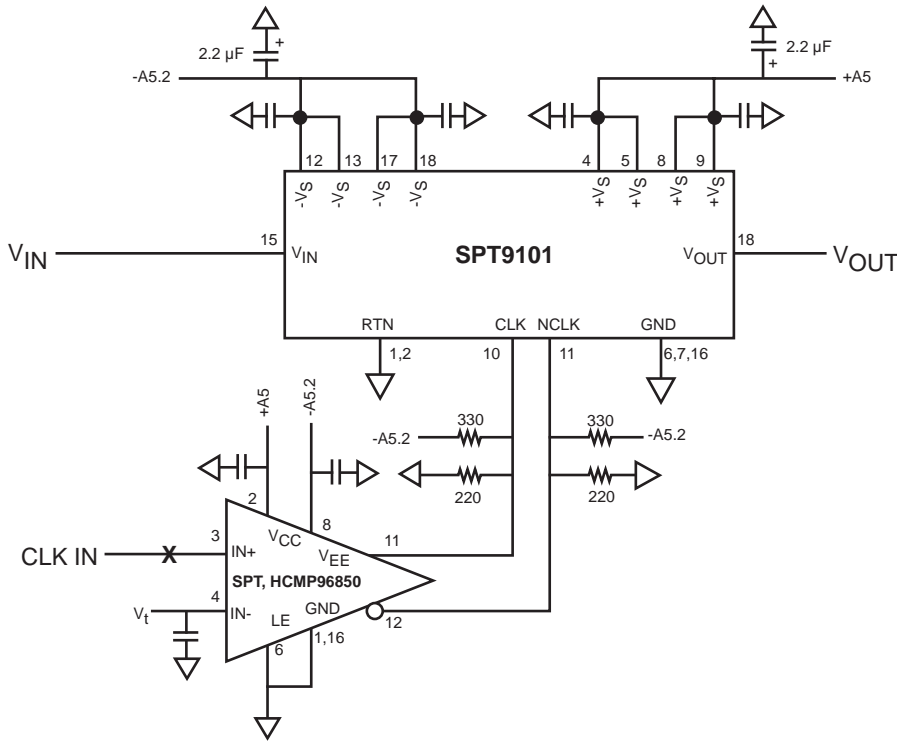 2.2 µF
+
2.2 µF
+
-A5.2
+A5
12
13
17
18
4
5
8
9
-VS
-VS
-VS
-VS
+VS
+VS
+VS
+VS
VIN
15
VIN
SPT9101
VOUT
18
VOUT
RTN
CLK
NCLK
GND
1,2
10
11
6,7,16
+A5
-A5.2
330
330
-A5.2
-A5.2
220
220
2
8
VCC
VEE
3
11
CLK IN
X
IN+
SPT, HCMP96850
4
Vt
IN-
GND
LE
12
1,16
6